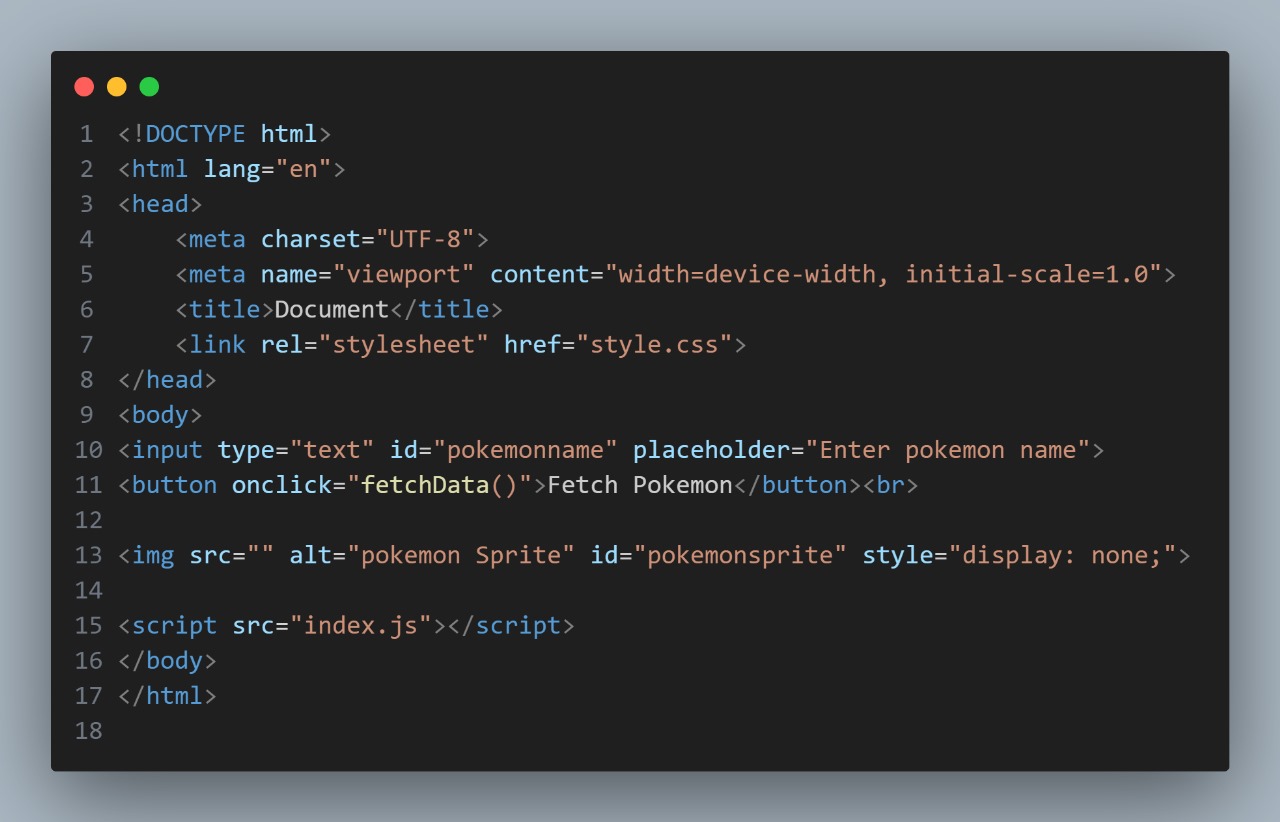 1 <!DOCTYPE html>
2 <html lang="en">
3 <head>
4     <meta charset="UTF-8">
5     <meta name="viewport" content="width=device-width, initial-scale=1.0">
6     <title>Document</title>
7     <link rel="stylesheet" href="style.css">
8 </head>
9 <body>
10 <input type="text" id="pokemonname" placeholder="Enter pokemon name">
11 <button onclick="fetchData()">Fetch Pokemon</button><br>
12
13 <img src="" alt="pokemon Sprite" id="pokemonsprite" style="display: none;">
14
15 <script src="index.js"></script>
16 </body>
17 </html>
18